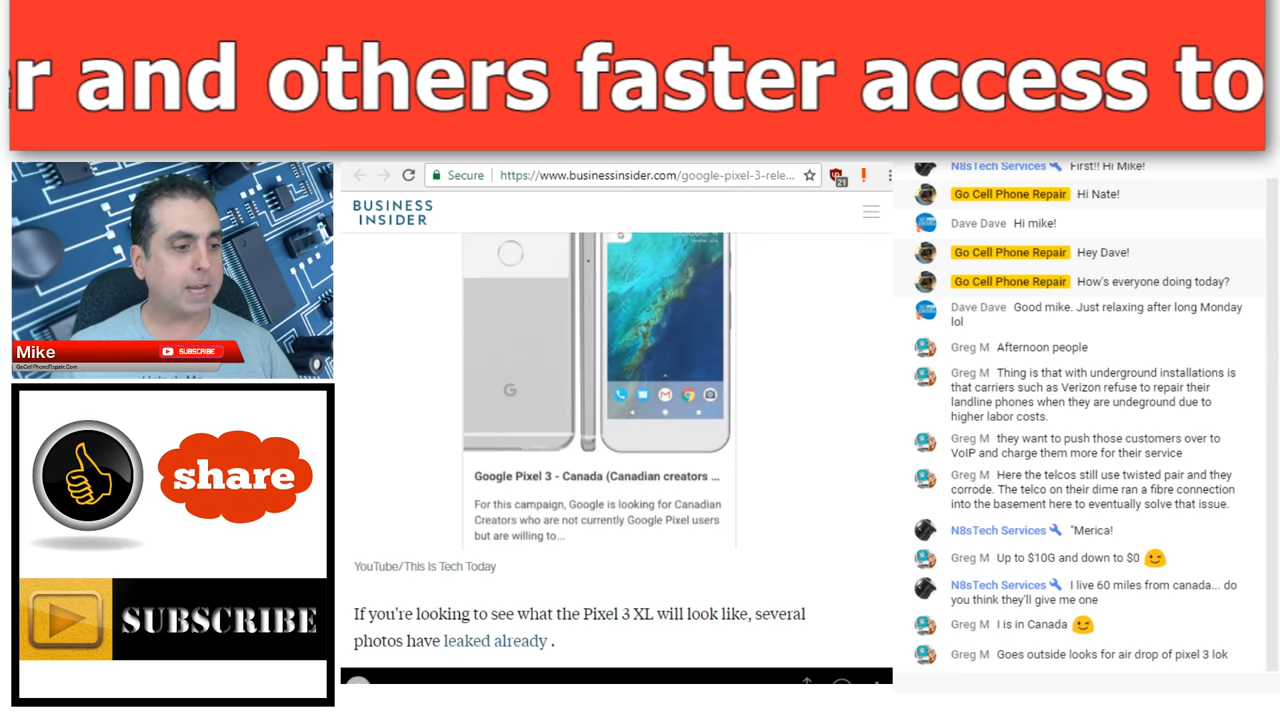 r and others faster access to
Mike
SUBSCRIBE
GoCellPhoneRepair.Com
share
SUBSCRIBE
Secure
https://www.businessinsider.com/google-pixel-3-rele...
21
BUSINESS
INSIDER
G
Google Pixel 3 - Canada (Canadian creators ...
For this campaign, Google is looking for Canadian
Creators who are not currently Google Pixel users
but are willing to...
YouTube/This Is Tech Today
If you're looking to see what the Pixel 3 XL will look like, several
photos have leaked already .
N8sTech Services First!! Hi Mike!
Go Cell Phone Repair Hi Nate!
Dave Dave Hi mike!
Go Cell Phone Repair Hey Dave!
Go Cell Phone Repair How's everyone doing today?
Dave Dave Good mike. Just relaxing after long Monday
lol
Greg M Afternoon people
Greg M Thing is that with underground installations is
that carriers such as Verizon refuse to repair their
landline phones when they are undeground due to
higher labor costs.
Greg M they want to push those customers over to
VoIP and charge them more for their service
Greg M Here the telcos still use twisted pair and they
corrode. The telco on their dime ran a fibre connection
into the basement here to eventually solve that issue.
N8sTech Services "Merica!
Greg M Up to $10G and down to $0 😉
N8sTech Services I live 60 miles from canada... do
you think they'll give me one
Greg M I is in Canada 😉
Greg M Goes outside looks for air drop of pixel 3 lok